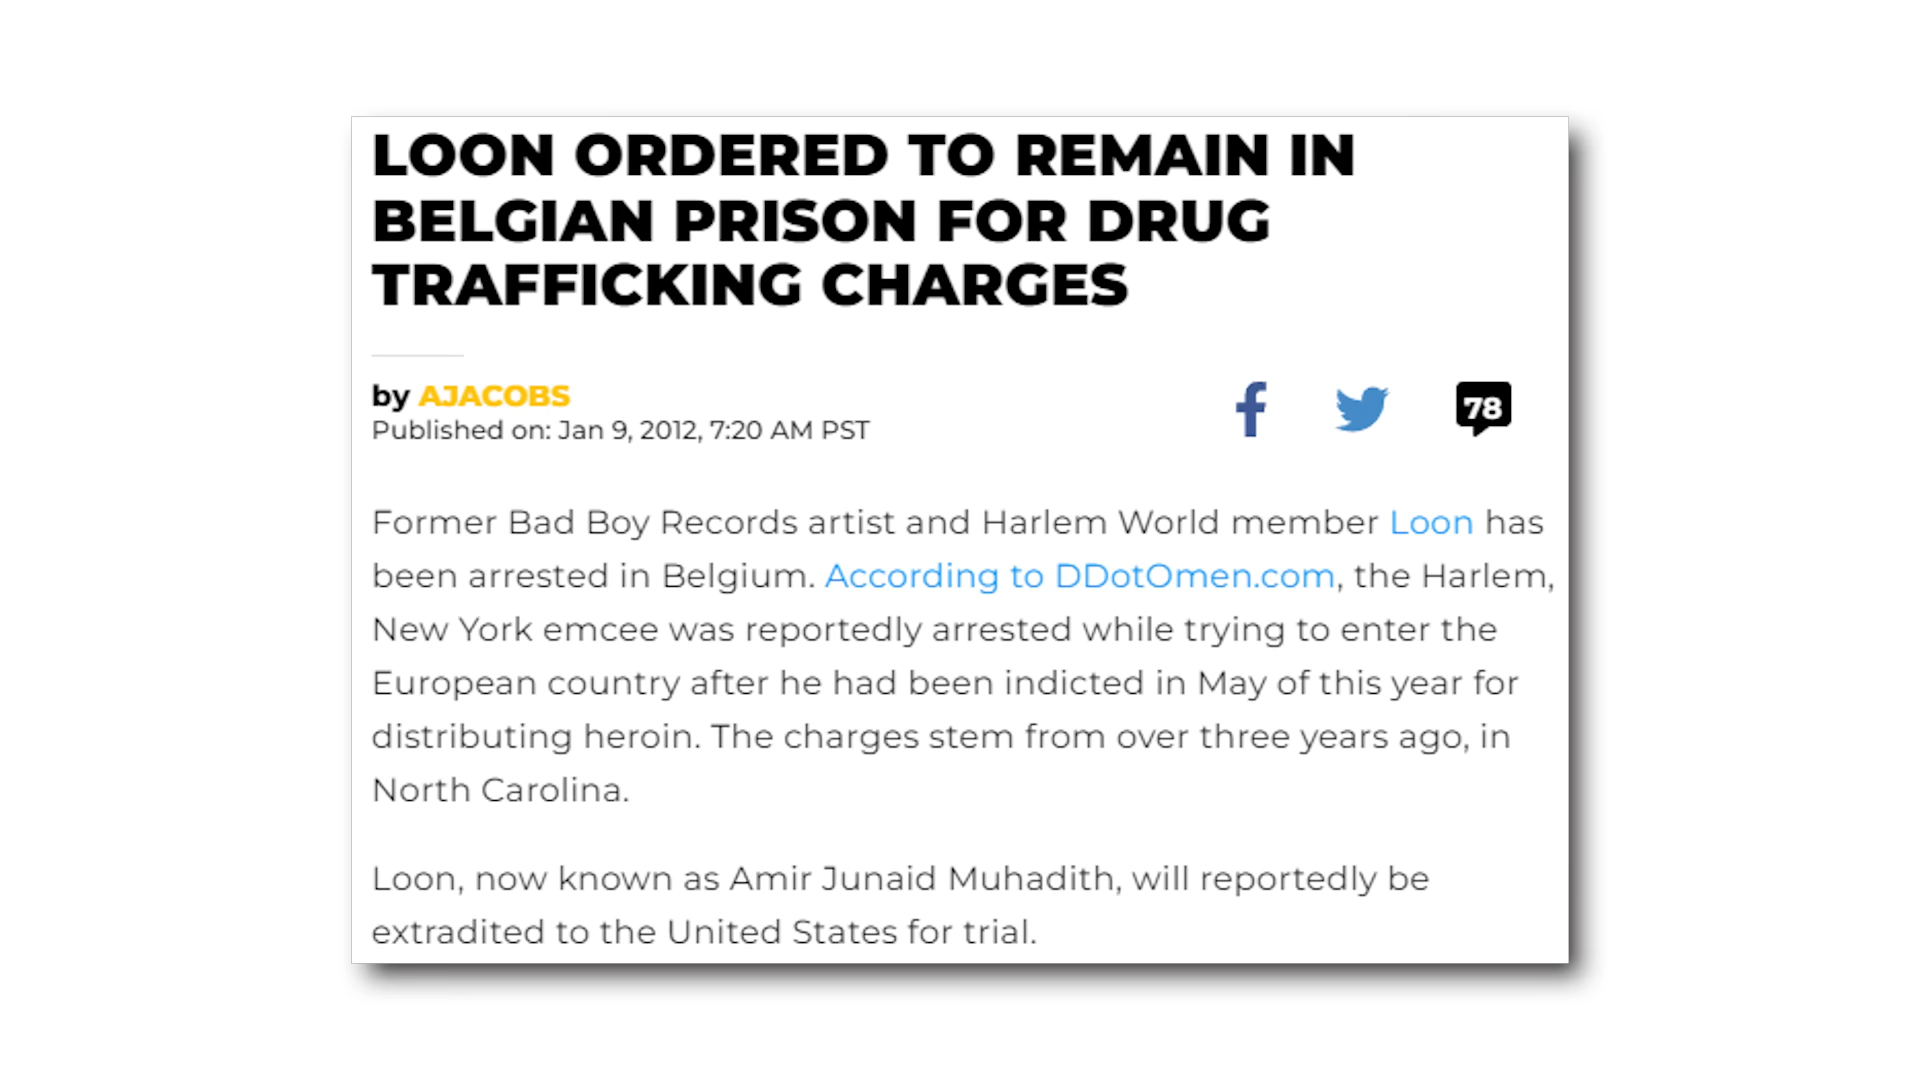 LOON ORDERED TO REMAIN IN
BELGIAN PRISON FOR DRUG
TRAFFICKING CHARGES
by AJACOBS
Published on: Jan 9, 2012, 7:20 AM PST
78
Former Bad Boy Records artist and Harlem World member Loon has
been arrested in Belgium. According to DDotOmen.com, the Harlem,
New York emcee was reportedly arrested while trying to enter the
European country after he had been indicted in May of this year for
distributing heroin. The charges stem from over three years ago, in
North Carolina.
Loon, now known as Amir Junaid Muhadith, will reportedly be
extradited to the United States for trial.